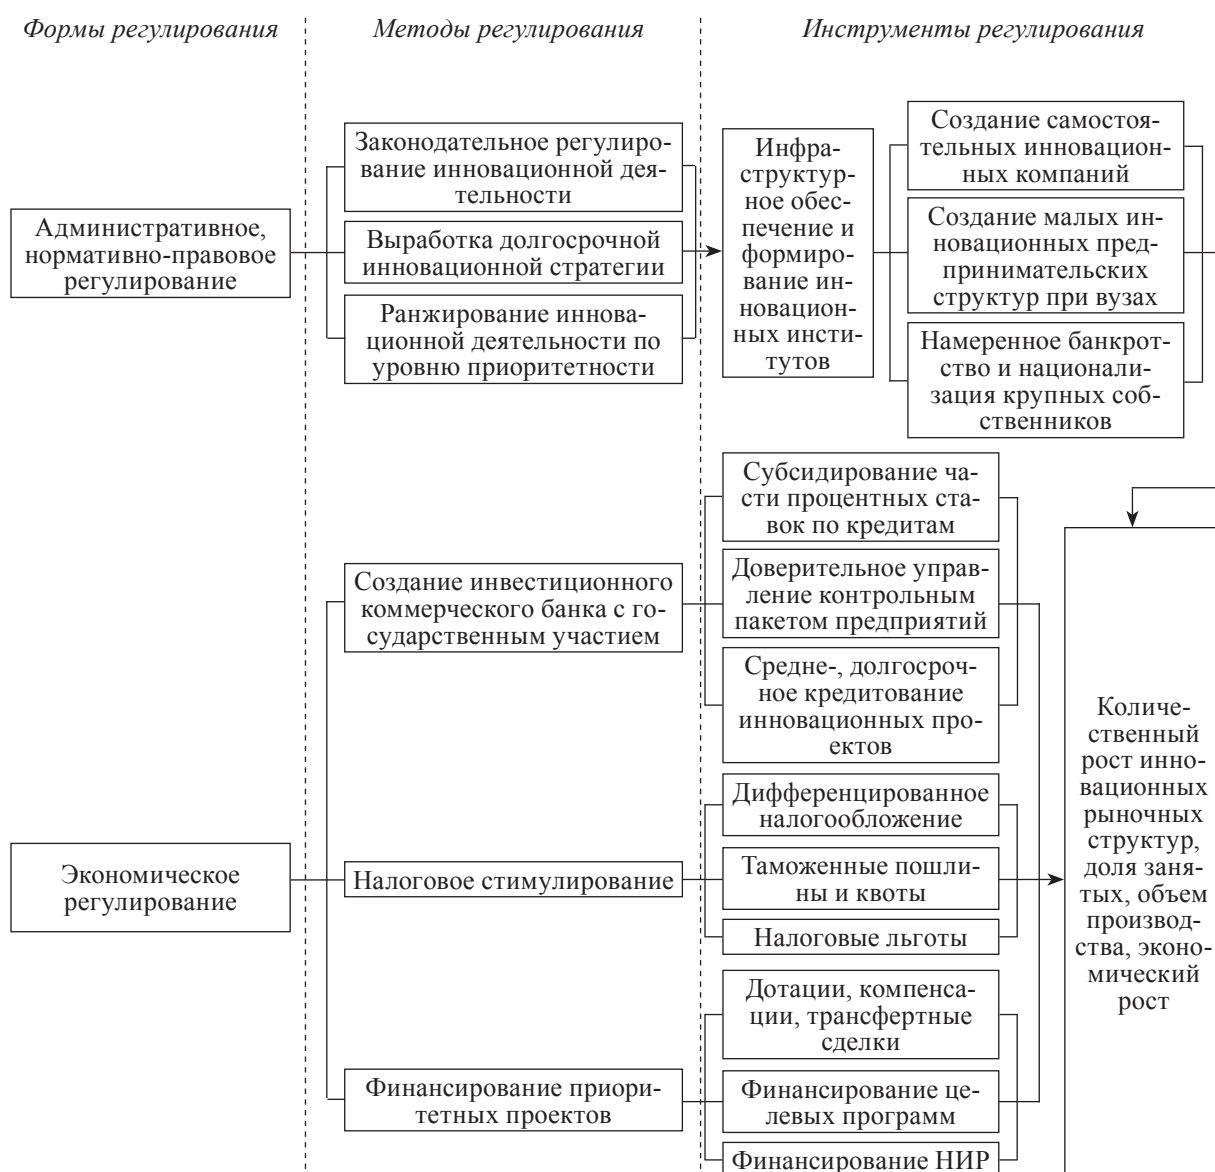 Формы регулирования
Методы регулирования
Инструменты регулирования
Административное,
нормативно-правовое
регулирование
Законодательное регулиро-
вание инновационной дея-
тельности
Выработка долгосрочной
инновационной стратегии
Ранжирование иннова-
ционной деятельности по
уровню приоритетности
Инфра-
структур-
ное обес-
печение и
формиро-
вание ин-
новацион-
ных инсти-
тутов
Создание самостоя-
тельных инновацион-
ных компаний
Создание малых ин-
новационных пред-
принимательских
структур при вузах
Намеренное банкрот-
ство и национали-
зация крупных соб-
ственников
Экономическое
регулирование
Создание инвестиционного
коммерческого банка с го-
сударственным участием
Субсидирование ча-
сти процентных ста-
вок по кредитам
Доверительное управ-
ление контрольным
пакетом предприятий
Средне-, долгосроч-
ное кредитование
инновационных про-
ектов
Налоговое стимулирование
Дифференцированное
налогообложение
Таможенные пошли-
ны и квоты
Налоговые льготы
Финансирование приори-
тетных проектов
Дотации, компенса-
ции, трансфертные
сделки
Финансирование це-
левых программ
Финансирование НИР
Количе-
ственный
рост инно-
вационных
рыночных
структур,
доля заня-
тых, объем
производ-
ства, эконо-
мический
рост